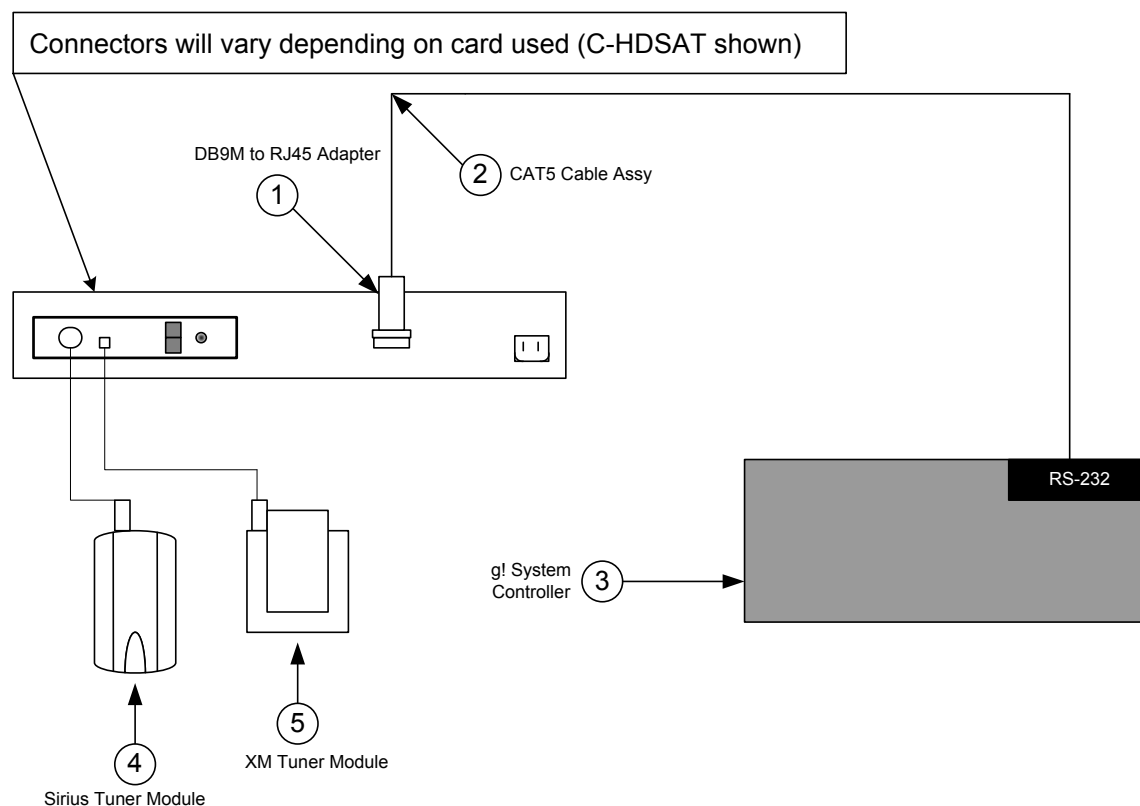 Connectors will vary depending on card used (C-HDSAT shown)
DB9M to RJ45 Adapter
1
2
CAT5 Cable Assy
RS-232
g! System
Controller
3
4
Sirius Tuner Module
5
XM Tuner Module